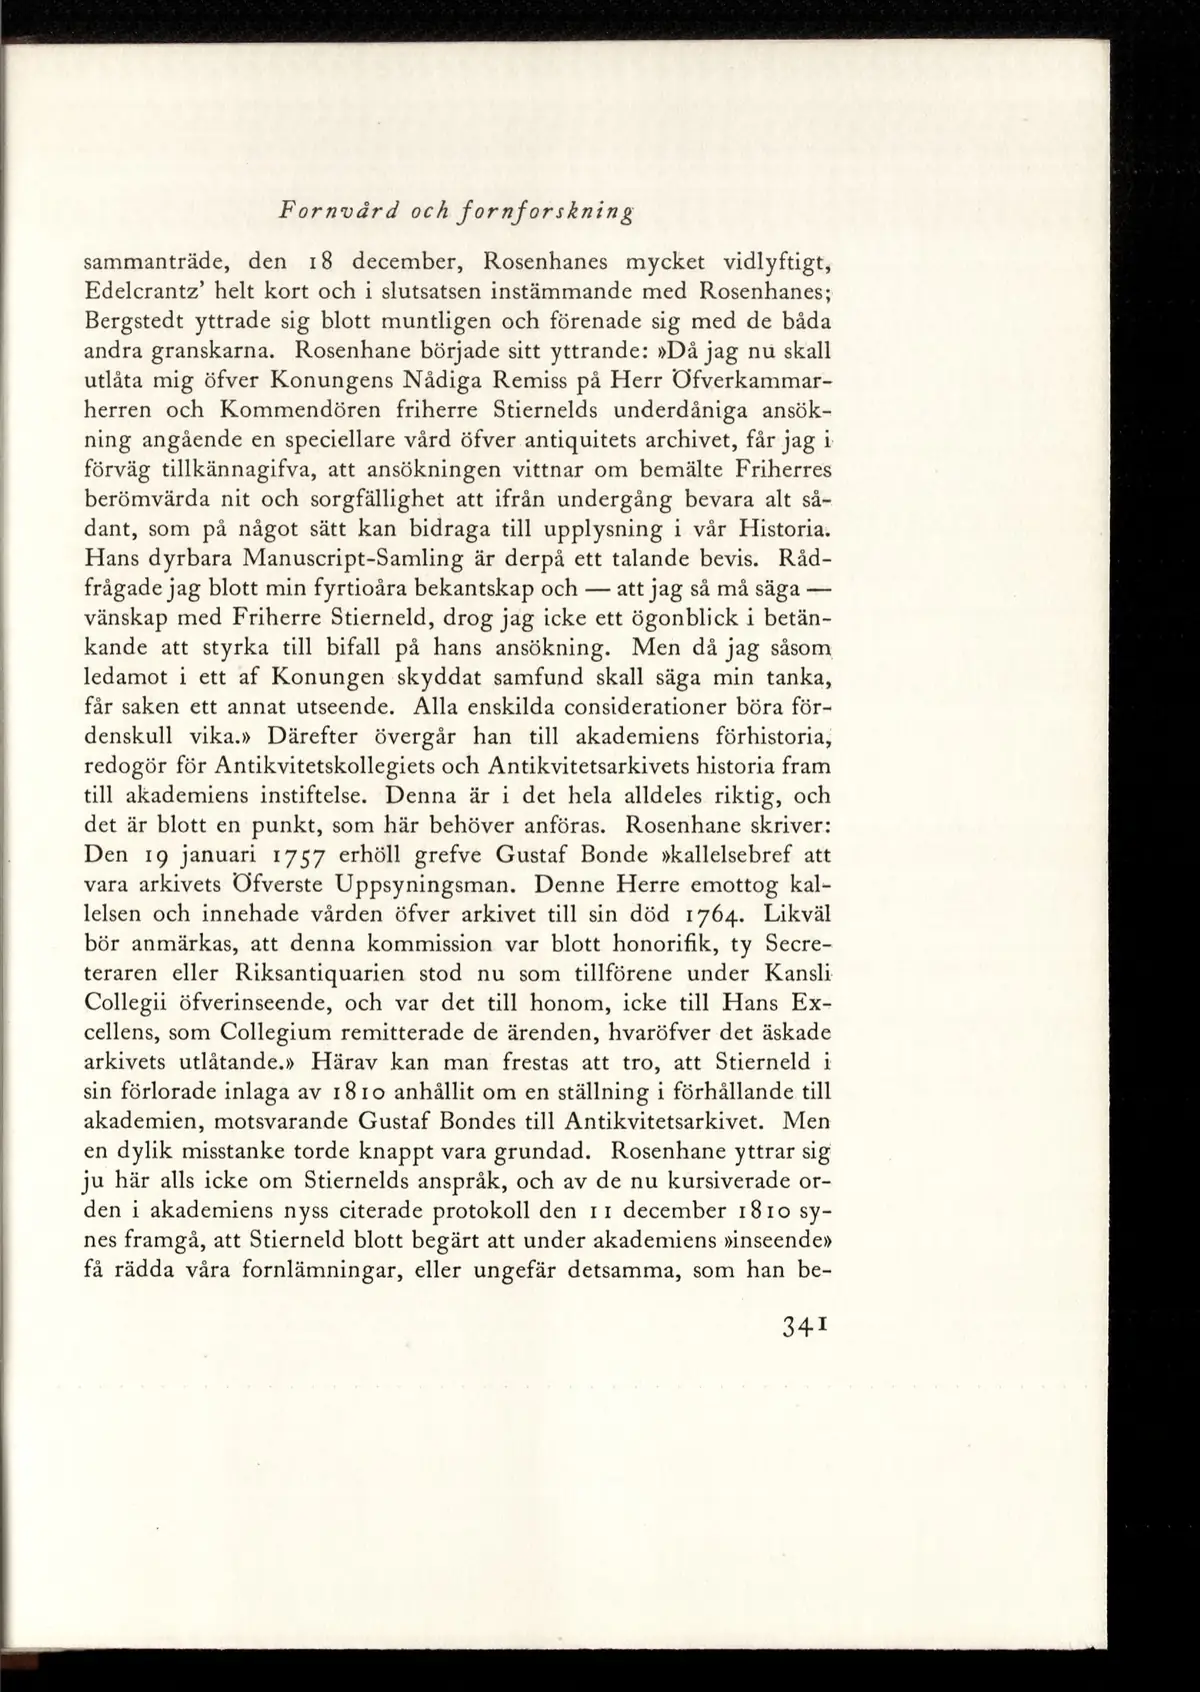 Fornvård och fornforskning
sammanträde, den 18 december, Rosenhanes mycket vidlyftigt,
Edelcrantz’ helt kort och i slutsatsen instämmande med Rosenhanes;
Bergstedt yttrade sig blott muntligen och förenade sig med de båda
andra granskarna. Rosenhane började sitt yttrande: »Då jag nu skall
utlåta mig öfver Konungens Nådiga Remiss på Herr Öfverkammar-
herren och Kommendören friherre Stiernelds underdåniga ansök-
ning angående en speciellare vård öfver antiquitets archivet, får jag i
förväg tillkännagifva, att ansökningen vittnar om bemälte Friherres
berömvärda nit och sorgfällighet att ifrån undergång bevara alt så-
dant, som på något sätt kan bidraga till upplysning i vår Historia.
Hans dyrbara Manuscript-Samling är derpå ett talande bevis. Råd-
frågade jag blott min fyrtioåra bekantskap och — att jag så må säga —
vänskap med Friherre Stierneld, drog jag icke ett ögonblick i betän-
kande att styrka till bifall på hans ansökning. Men då jag såsom
ledamot i ett af Konungen skyddat samfund skall säga min tanka,
får saken ett annat utseende. Alla enskilda considerationer böra för-
denskull vika.» Därefter övergår han till akademiens förhistoria,
redogör för Antikvitetskollegiets och Antikvitetsarkivets historia fram
till akademiens instiftelse. Denna är i det hela alldeles riktig, och
det är blott en punkt, som här behöver anföras. Rosenhane skriver:
Den 19 januari 1757 erhöll grefve Gustaf Bonde »kallelsebref att
vara arkivets Öfverste Uppsyningsman. Denne Herre emottog kal-
lelsen och innehade vården öfver arkivet till sin död 1764. Likväl
bör anmärkas, att denna kommission var blott honorifik, ty Secre-
teraren eller Riksantiquarien stod nu som tillförene under Kansli
Collegii öfverinseende, och var det till honom, icke till Hans Ex-
cellens, som Collegium remitterade de ärenden, hvaröfver det äskade
arkivets utlåtande.» Härav kan man frestas att tro, att Stierneld i
sin förlorade inlaga av 1810 anhållit om en ställning i förhållande till
akademien, motsvarande Gustaf Bondes till Antikvitetsarkivet. Men
en dylik misstanke torde knappt vara grundad. Rosenhane yttrar sig
ju här alls icke om Stiernelds anspråk, och av de nu kursiverade or-
den i akademiens nyss citerade protokoll den 11 december 1810 sy-
nes framgå, att Stierneld blott begärt att under akademiens »inseende»
få rädda våra fornlämningar, eller ungefär detsamma, som han be-
341